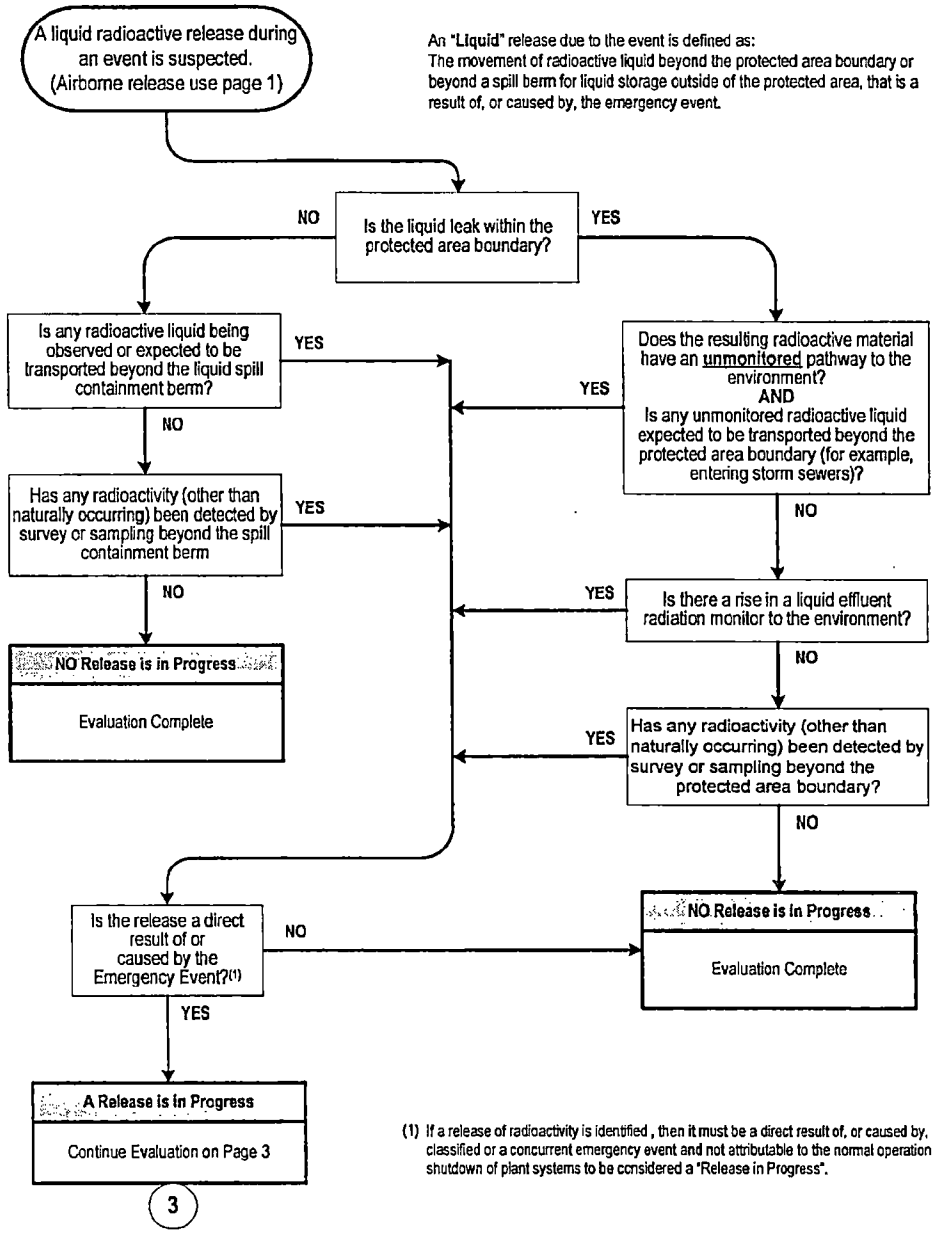 A liquid radioactive release during
an event is suspected.
(Airborne release use page 1)
An "Liquid" release due to the event is defined as:
The movement of radioactive liquid beyond the protected area boundary or
beyond a spill berm for liquid storage outside of the protected area, that is a
result of, or caused by, the emergency event.
NO
Is the liquid leak within the
protected area boundary?
YES
Is any radioactive liquid being
observed or expected to be
transported beyond the liquid spill
containment berm?
YES
NO
Does the resulting radioactive material
have an unmonitored pathway to the
environment?
AND
Is any unmonitored radioactive liquid
expected to be transported beyond the
protected area boundary (for example,
entering storm sewers)?
YES
NO
Has any radioactivity (other than
naturally occurring) been detected by
survey or sampling beyond the spill
containment berm
YES
NO
Is there a rise in a liquid effluent
radiation monitor to the environment?
YES
NO
NO Release is in Progress
Evaluation Complete
Has any radioactivity (other than
naturally occurring) been detected by
survey or sampling beyond the
protected area boundary?
YES
NO
Is the release a direct
result of or
caused by the
Emergency Event?(1)
NO
YES
NO Release is in Progress
Evaluation Complete
A Release is in Progress
Continue Evaluation on Page 3
3
(1) If a release of radioactivity is identified , then it must be a direct result of, or caused by,
classified or a concurrent emergency event and not attributable to the normal operation
shutdown of plant systems to be considered a "Release in Progress".